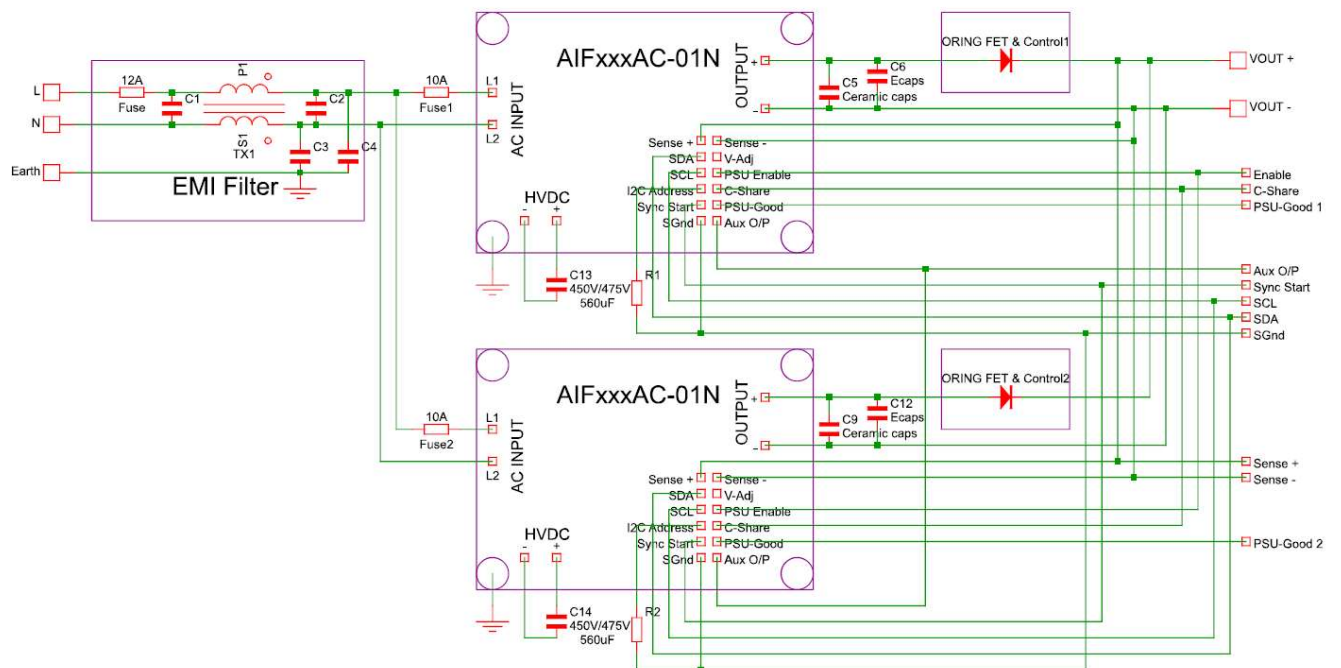 AIFxxxAC-01N
ORING FET & Control1
L
12A
Fuse
P1
C1
C2
10A
Fuse1
L1
L2
AC INPUT
OUTPUT
+
-
C5
Ceramic caps
C6
Ecaps
VOUT +
VOUT -
N
S1
TX1
C3
C4
Earth
EMI Filter
HVDC
-
+
Sense +
Sense -
SDA
V-Adj
SCL
PSU Enable
I2C Address
C-Share
Sync Start
PSU-Good
SGnd
Aux O/P
Enable
C-Share
PSU-Good 1
C13
450V/475V
560uF
R1
Aux O/P
Sync Start
SCL
SDA
SGnd
AIFxxxAC-01N
ORING FET & Control2
10A
Fuse2
L1
L2
AC INPUT
OUTPUT
+
-
C9
Ceramic caps
C12
Ecaps
HVDC
-
+
Sense +
Sense -
SDA
V-Adj
SCL
PSU Enable
I2C Address
C-Share
Sync Start
PSU-Good
SGnd
Aux O/P
Sense +
Sense -
PSU-Good 2
C14
450V/475V
560uF
R2